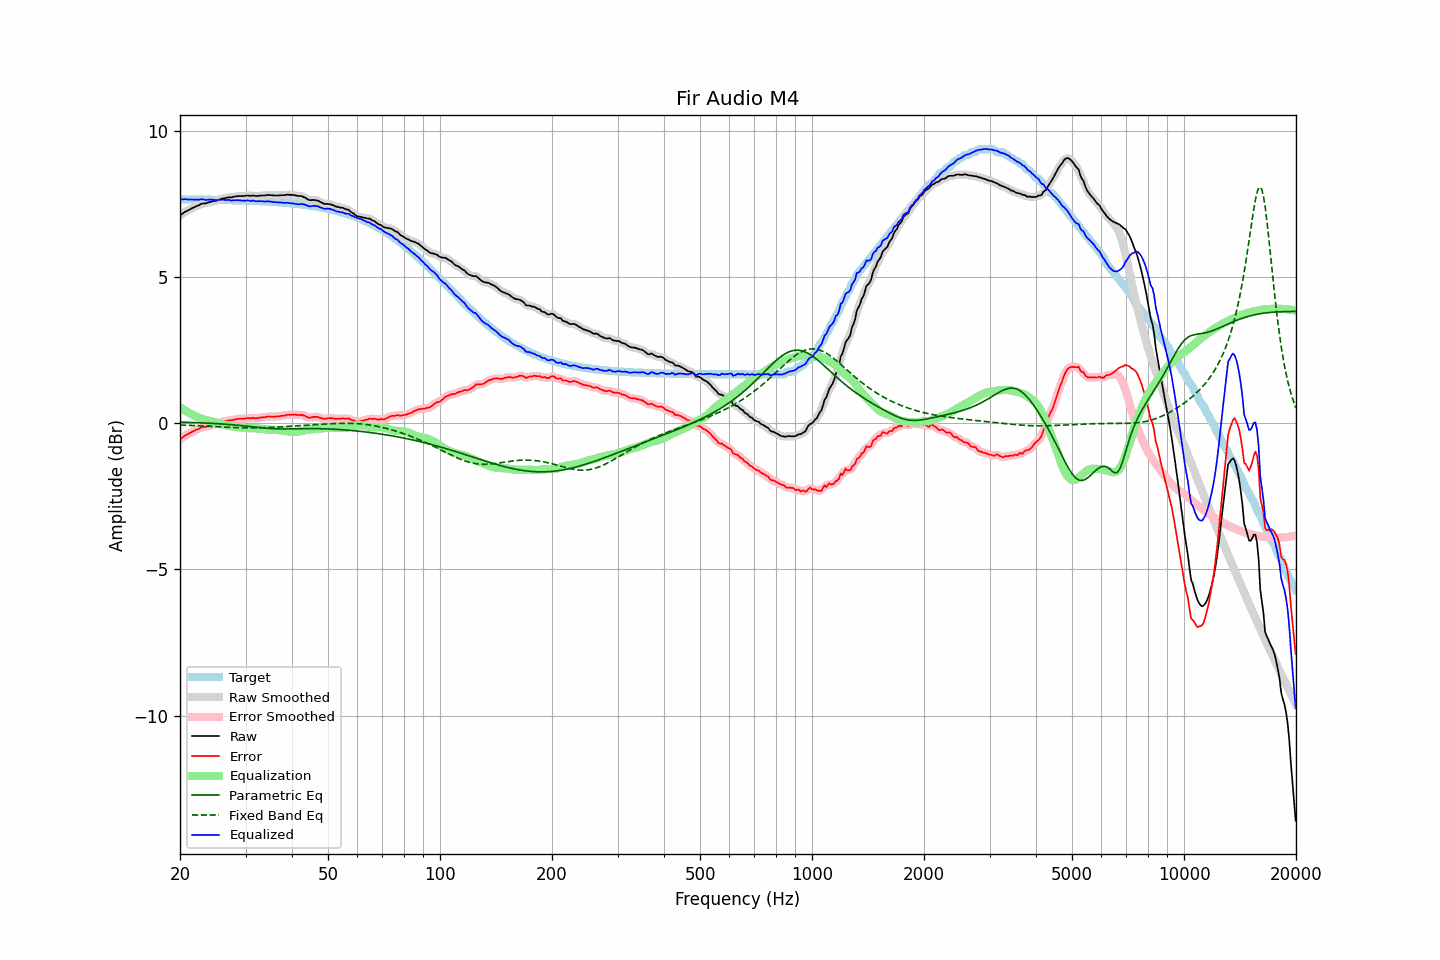 Fir Audio M4
10
5
0
−5
−10
Amplitude (dBr)
Target
Raw Smoothed
Error Smoothed
Raw
Error
Equalization
Parametric Eq
Fixed Band Eq
Equalized
20 50 100 200 500 1000 2000 5000 10000 20000
Frequency (Hz)